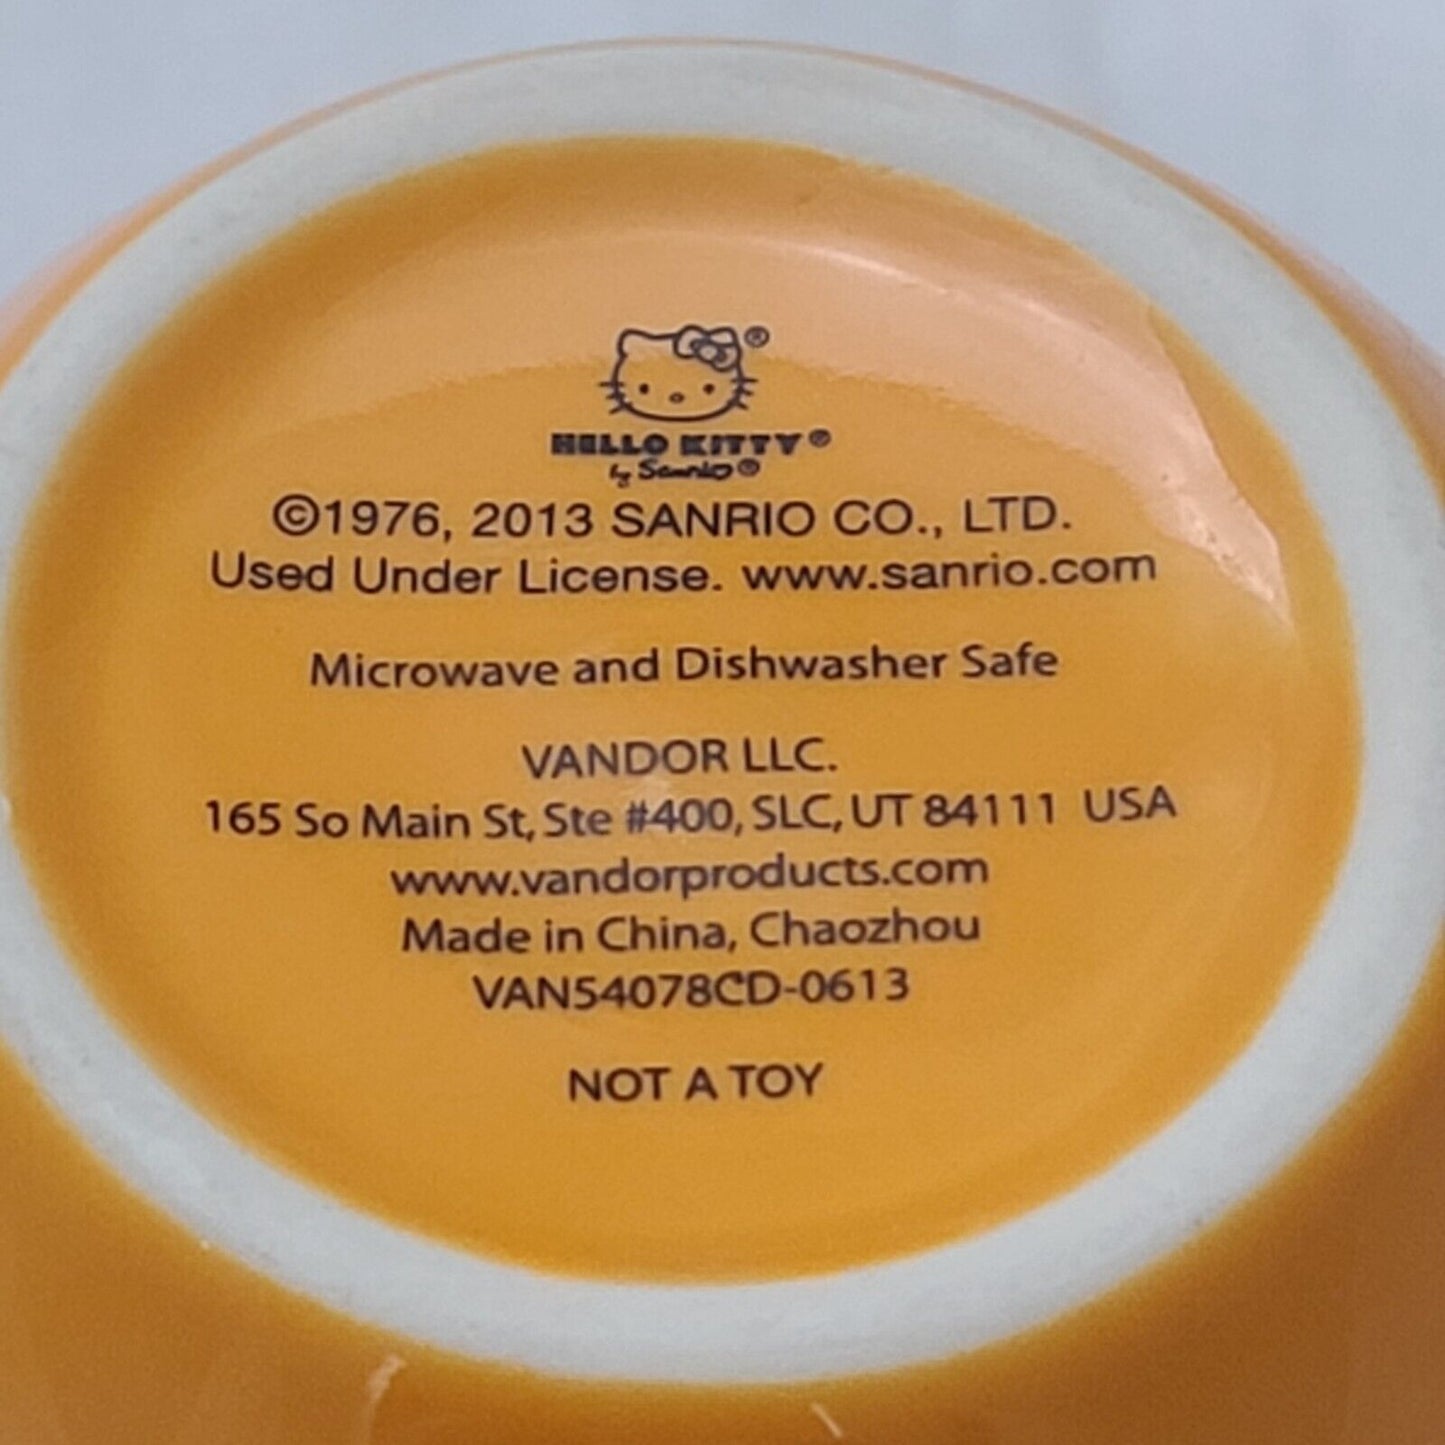 ®
HELLO KITTY®
by Sanrio®
©1976, 2013 SANRIO CO., LTD.
Used Under License. www.sanrio.com
Microwave and Dishwasher Safe
VANDOR LLC.
165 So Main St, Ste #400, SLC, UT 84111 USA
www.vandorproducts.com
Made in China, Chaozhou
VAN54078CD-0613
NOT A TOY